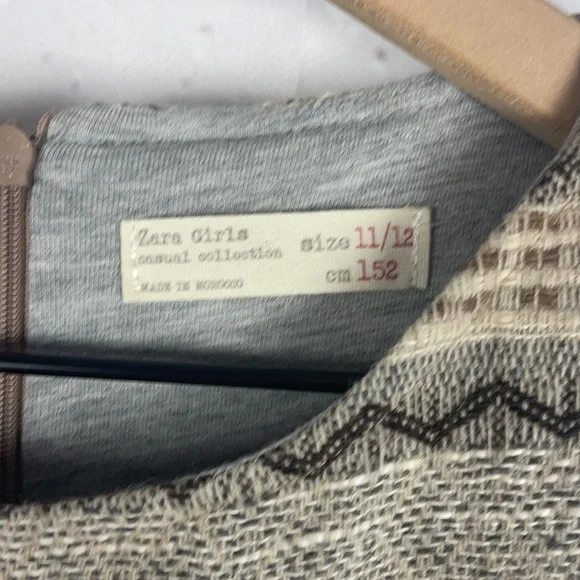 Zara Girls
casual collection
MADE IN MOROCCO
size 11/12
cm 152